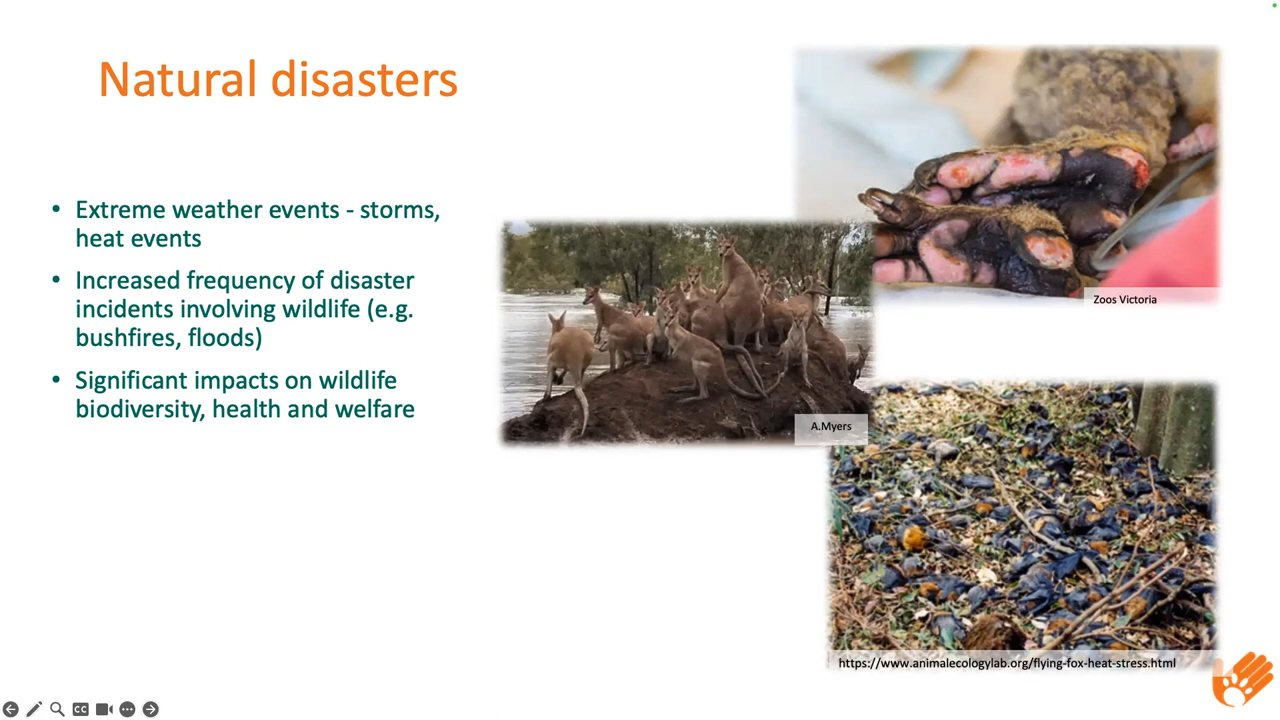 Natural disasters
• Extreme weather events - storms,
heat events
• Increased frequency of disaster
incidents involving wildlife (e.g.
bushfires, floods)
• Significant impacts on wildlife
biodiversity, health and welfare
Zoos Victoria
A.Myers
https://www.animalecologylab.org/flying-fox-heat-stress.html
CC